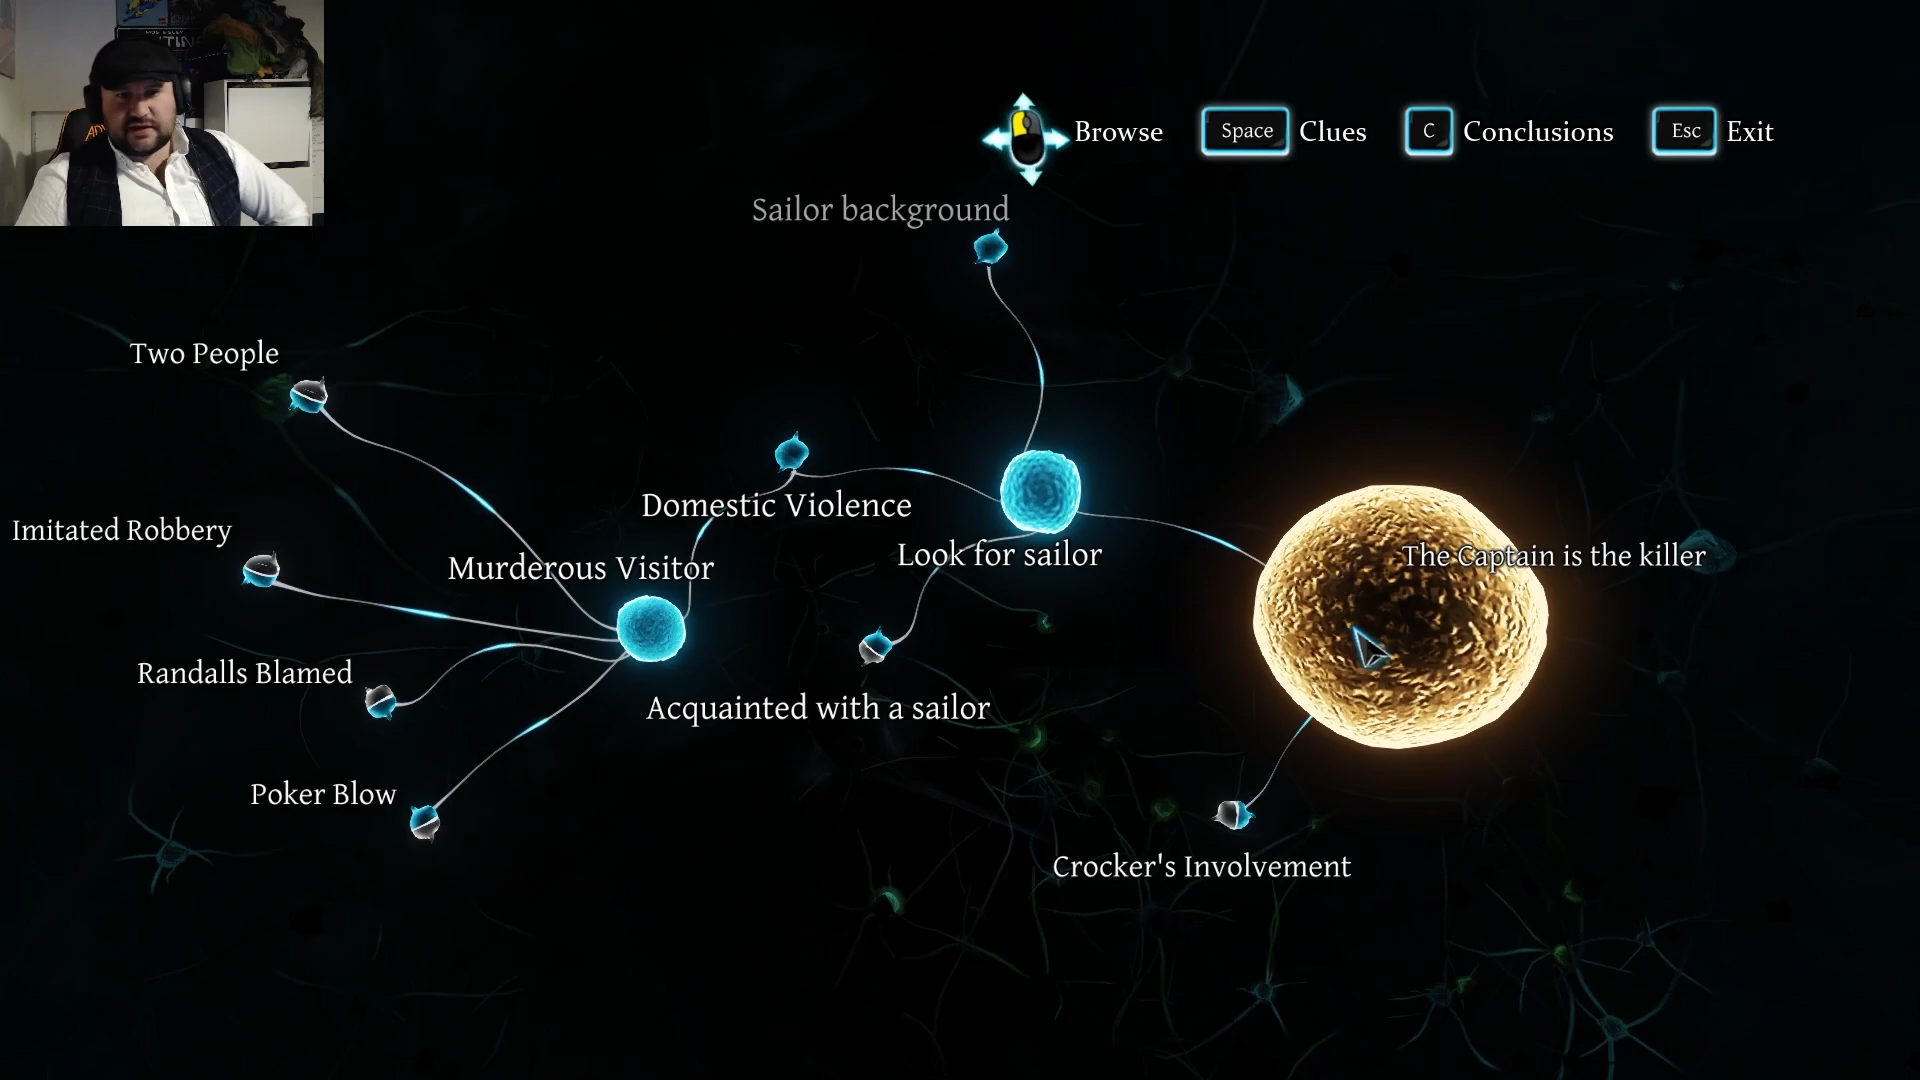 Browse
Space
Clues
C
Conclusions
Esc
Exit
Sailor background
Two People
Domestic Violence
Imitated Robbery
Murderous Visitor
Look for sailor
The Captain is the killer
Randalls Blamed
Acquainted with a sailor
Poker Blow
Crocker's Involvement